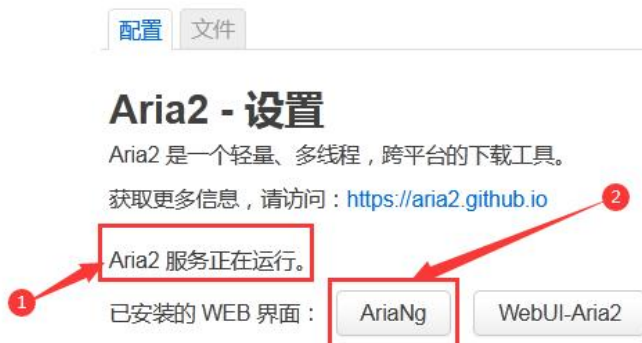 配置 文件
Aria2 - 设置
Aria2 是一个轻量、多线程，跨平台的下载工具。
获取更多信息，请访问：https://aria2.github.io
2
Aria2 服务正在运行。
1
已安装的 WEB 界面： AriaNg WebUI-Aria2